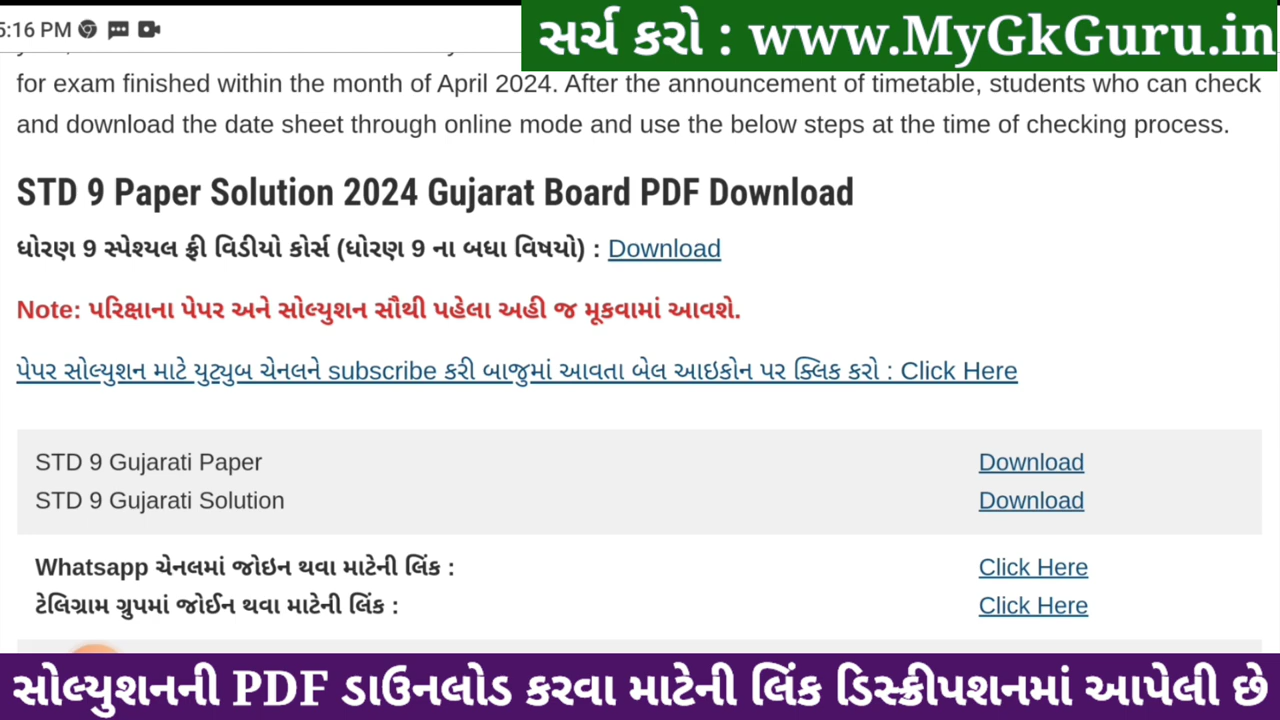 5:16 PM
સર્ચ કરો : www.MyGkGuru.in
for exam finished within the month of April 2024. After the announcement of timetable, students who can check
and download the date sheet through online mode and use the below steps at the time of checking process.
STD 9 Paper Solution 2024 Gujarat Board PDF Download
ધોરણ 9 સ્પેશ્યલ ફ્રી વિડીયો કોર્સ (ધોરણ 9 ના બધા વિષયો) : Download
Note: પરિક્ષાના પેપર અને સોલ્યુશન સૌથી પહેલા અહી જ મૂકવામાં આવશે.
પેપર સોલ્યુશન માટે યુટ્યુબ ચેનલને subscribe કરી બાજુમાં આવતા બેલ આઇકોન પર ક્લિક કરો : Click Here
STD 9 Gujarati Paper Download
STD 9 Gujarati Solution Download
Whatsapp ચેનલમાં જોઇન થવા માટેની લિંક : Click Here
ટેલિગ્રામ ગ્રુપમાં જોઈન થવા માટેની લિંક : Click Here
સોલ્યુશનની PDF ડાઉનલોડ કરવા માટેની લિંક ડિસ્ક્રીપશનમાં આપેલી છે